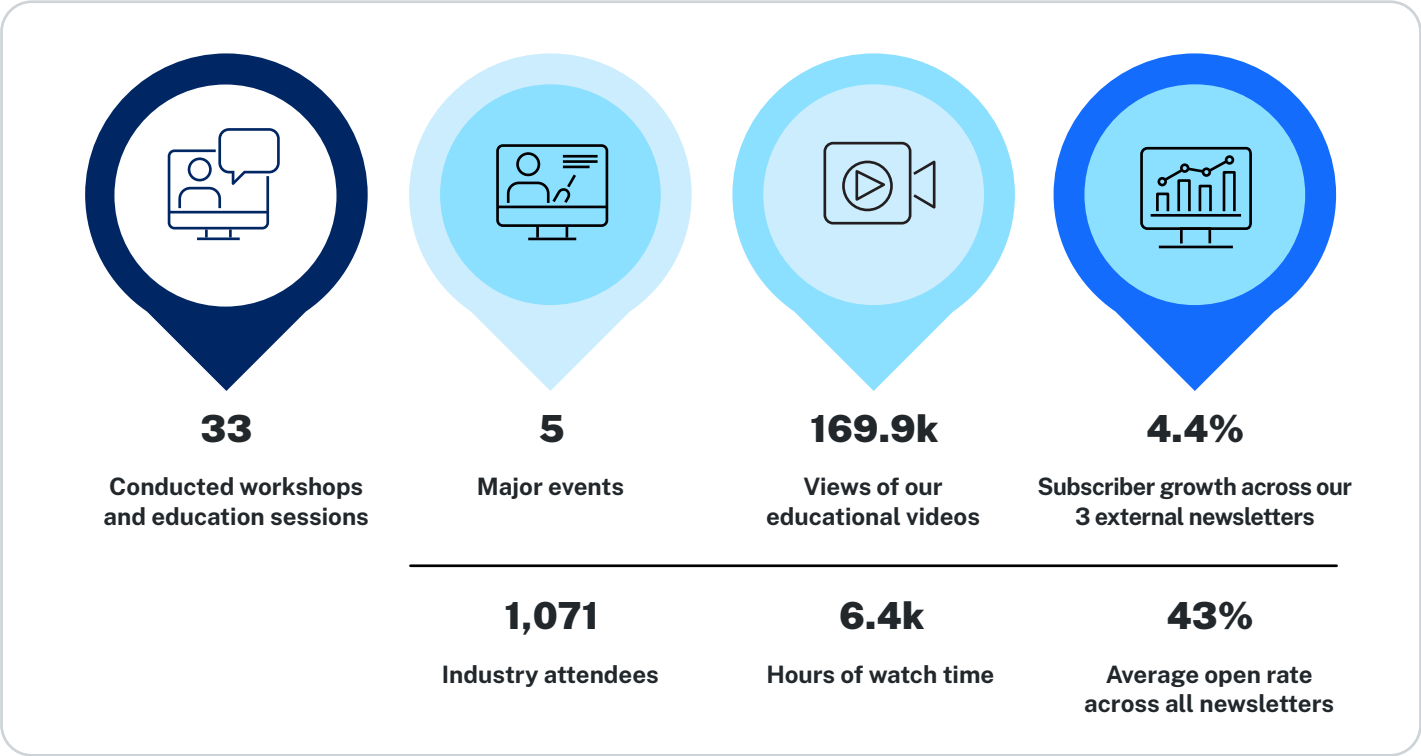 33
Conducted workshops
and education sessions
5
Major events
169.9k
Views of our
educational videos
4.4%
Subscriber growth across our
3 external newsletters
1,071
Industry attendees
6.4k
Hours of watch time
43%
Average open rate
across all newsletters